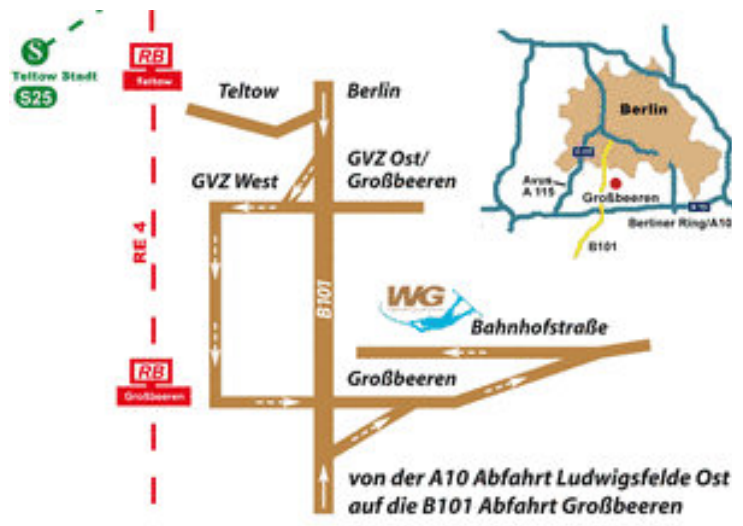 RB
Teltow
S
Teltow Stadt
S25
Teltow
Berlin
GVZ West
GVZ Ost/
Großbeeren
RE 4
B101
WG
Bahnhofstraße
RB
Großbeeren
Großbeeren
von der A10 Abfahrt Ludwigsfelde Ost
auf die B101 Abfahrt Großbeeren
Berlin
Avus
A 115
Großbeeren
Berliner Ring/A10
B101